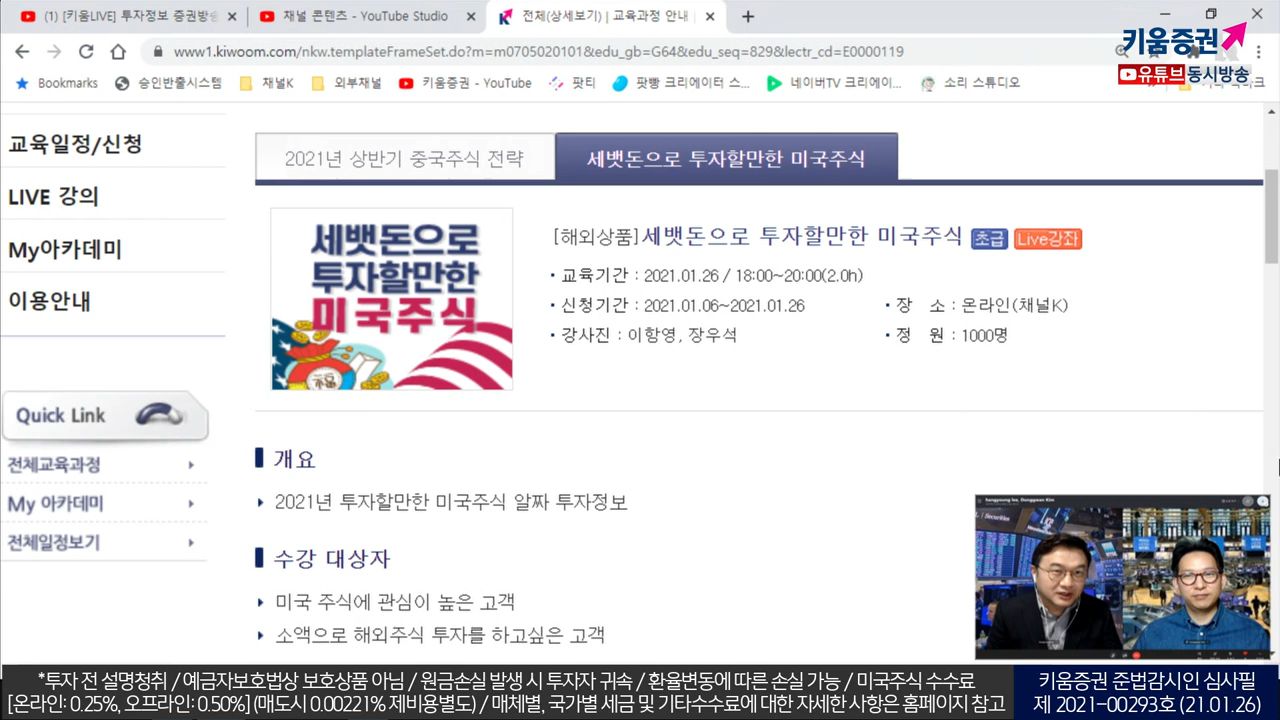 (1) [키움LIVE] 투자정보 증권방송
채널 콘텐츠 - YouTube Studio
전체(상세보기) | 교육과정 안내
www1.kiwoom.com/nkw.templateFrameSet.do?m=m0705020101&edu_gb=G64&edu_seq=829&lectr_cd=E0000119
키움증권
유튜브동시방송
Bookmarks 승인반출시스템 채널K 외부채널 YouTube 팟티 팟빵 크리에이터 스... 네이버TV 크리에이... 소리 스튜디오
교육일정/신청
LIVE 강의
My아카데미
이용안내
Quick Link
전체교육과정
My 아카데미
전체일정보기
2021년 상반기 중국주식 전략
세뱃돈으로 투자할만한 미국주식
세뱃돈으로
투자할만한
미국주식
福
[해외상품]세뱃돈으로 투자할만한 미국주식 초급 Live강좌
· 교육기간 : 2021.01.26 / 18:00~20:00(2.0h)
· 신청기간 : 2021.01.06~2021.01.26
· 장 소 : 온라인(채널K)
· 강사진 : 이항영, 장우석
· 정 원 : 1000명
개요
2021년 투자할만한 미국주식 알짜 투자정보
수강 대상자
미국 주식에 관심이 높은 고객
소액으로 해외주식 투자를 하고싶은 고객
hangyoung lee, Donggwan Kim
*투자 전 설명청취 / 예금자보호법상 보호상품 아님 / 원금손실 발생 시 투자자 귀속 / 환율변동에 따른 손실 가능 / 미국주식 수수료
[온라인: 0.25%, 오프라인: 0.50%] (매도시 0.00221% 제비용별도) / 매체별, 국가별 세금 및 기타수수료에 대한 자세한 사항은 홈페이지 참고
키움증권 준법감시인 심사필
제 2021-00293호 (21.01.26)